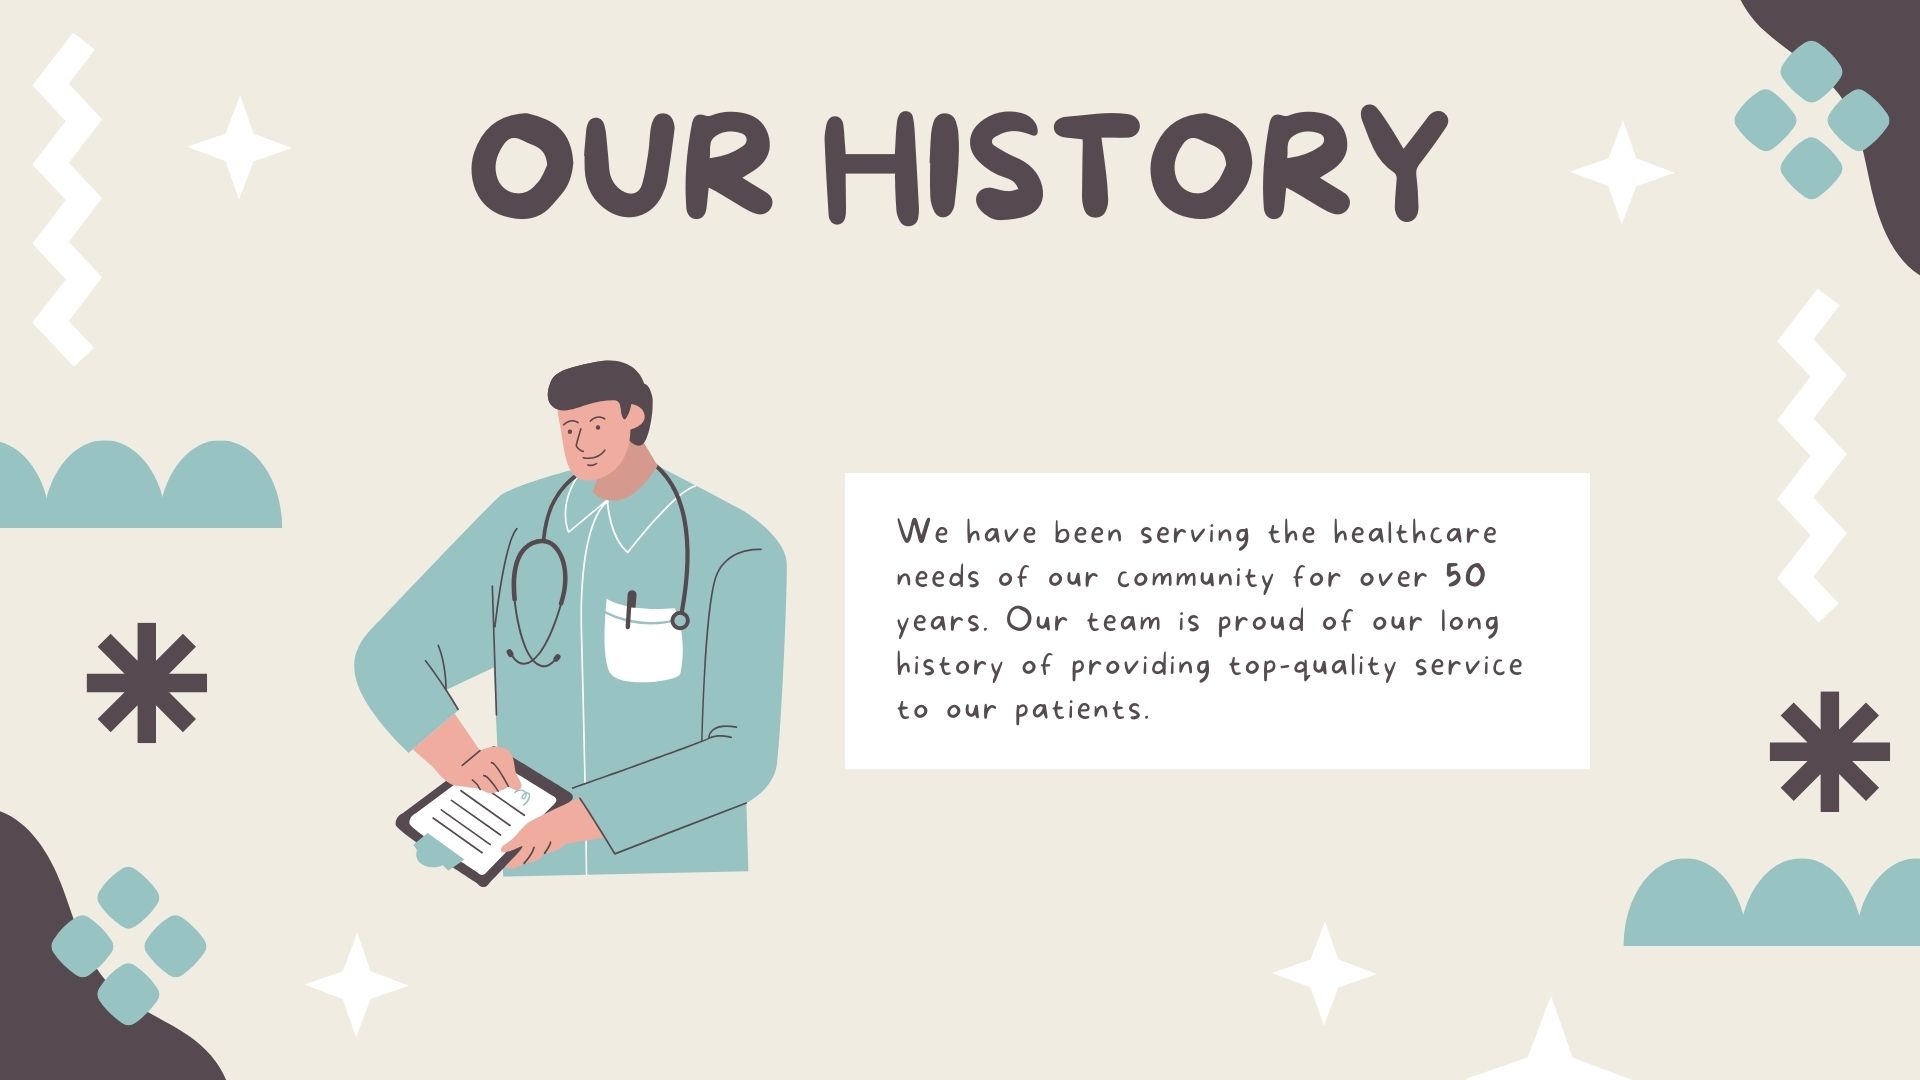 OUR HISTORY
We have been serving the healthcare
needs of our community for over 50
years. Our team is proud of our long
history of providing top-quality service
to our patients.